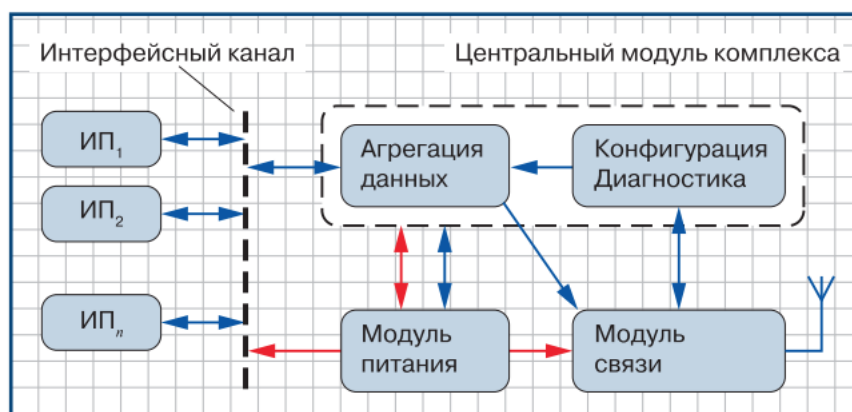 Интерфейсный канал
Центральный модуль комплекса
ИП₁
ИП₂
ИПₙ
Агрегация
данных
Конфигурация
Диагностика
Модуль
питания
Модуль
связи